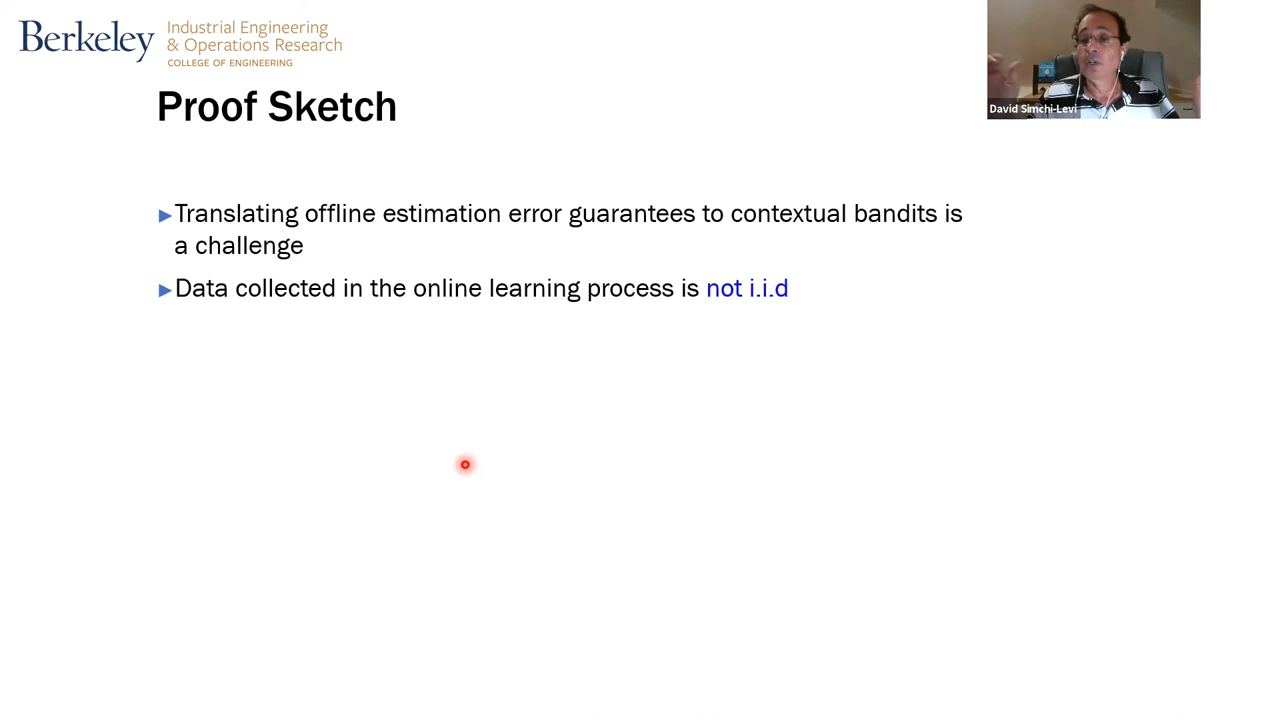 Berkeley
Industrial Engineering
& Operations Research
COLLEGE OF ENGINEERING
David Simchi-Levi
Proof Sketch
►Translating offline estimation error guarantees to contextual bandits is
a challenge
►Data collected in the online learning process is not i.i.d